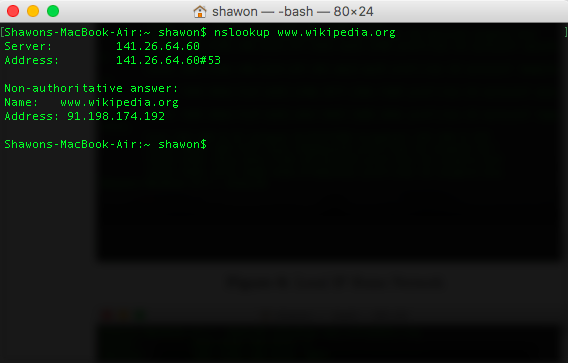 shawon — -bash — 80×24
[Shawons-MacBook-Air:~ shawon$ nslookup www.wikipedia.org ]
Server: 141.26.64.60
Address: 141.26.64.60#53
Non-authoritative answer:
Name: www.wikipedia.org
Address: 91.198.174.192
Shawons-MacBook-Air:~ shawon$